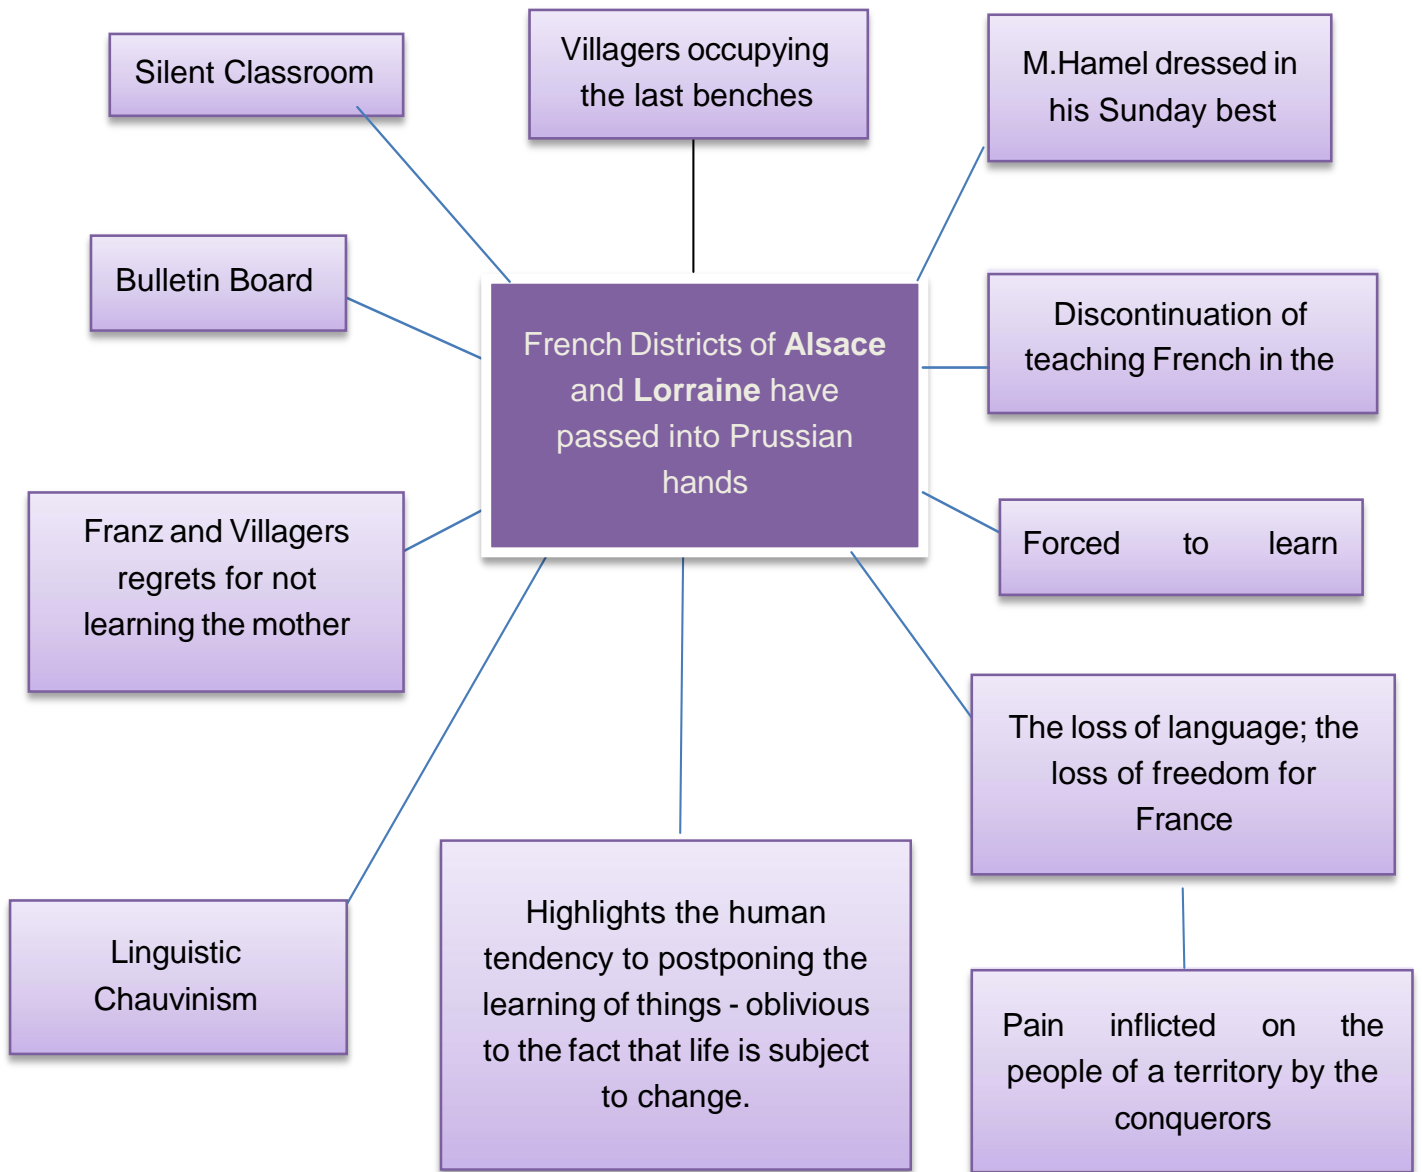 Silent Classroom
Villagers occupying
the last benches
M.Hamel dressed in
his Sunday best
Bulletin Board
French Districts of Alsace
and Lorraine have
passed into Prussian
hands
Discontinuation of
teaching French in the
Franz and Villagers
regrets for not
learning the mother
Forced to learn
The loss of language; the
loss of freedom for
France
Linguistic
Chauvinism
Highlights the human
tendency to postponing the
learning of things - oblivious
to the fact that life is subject
to change.
Pain inflicted on the
people of a territory by the
conquerors